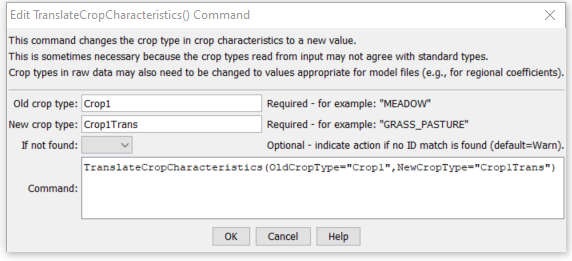 Edit TranslateCropCharacteristics() Command
This command changes the crop type in crop characteristics to a new value.
This is sometimes necessary because the crop types read from input may not agree with standard types.
Crop types in raw data may also need to be changed to values appropriate for model files (e.g., for regional coefficients).
Old crop type: Crop1 Required - for example: "MEADOW"
New crop type: Crop1Trans Required - for example: "GRASS_PASTURE"
If not found: Optional - indicate action if no ID match is found (default=Warn).
Command: TranslateCropCharacteristics(OldCropType="Crop1",NewCropType="Crop1Trans")
OK Cancel Help